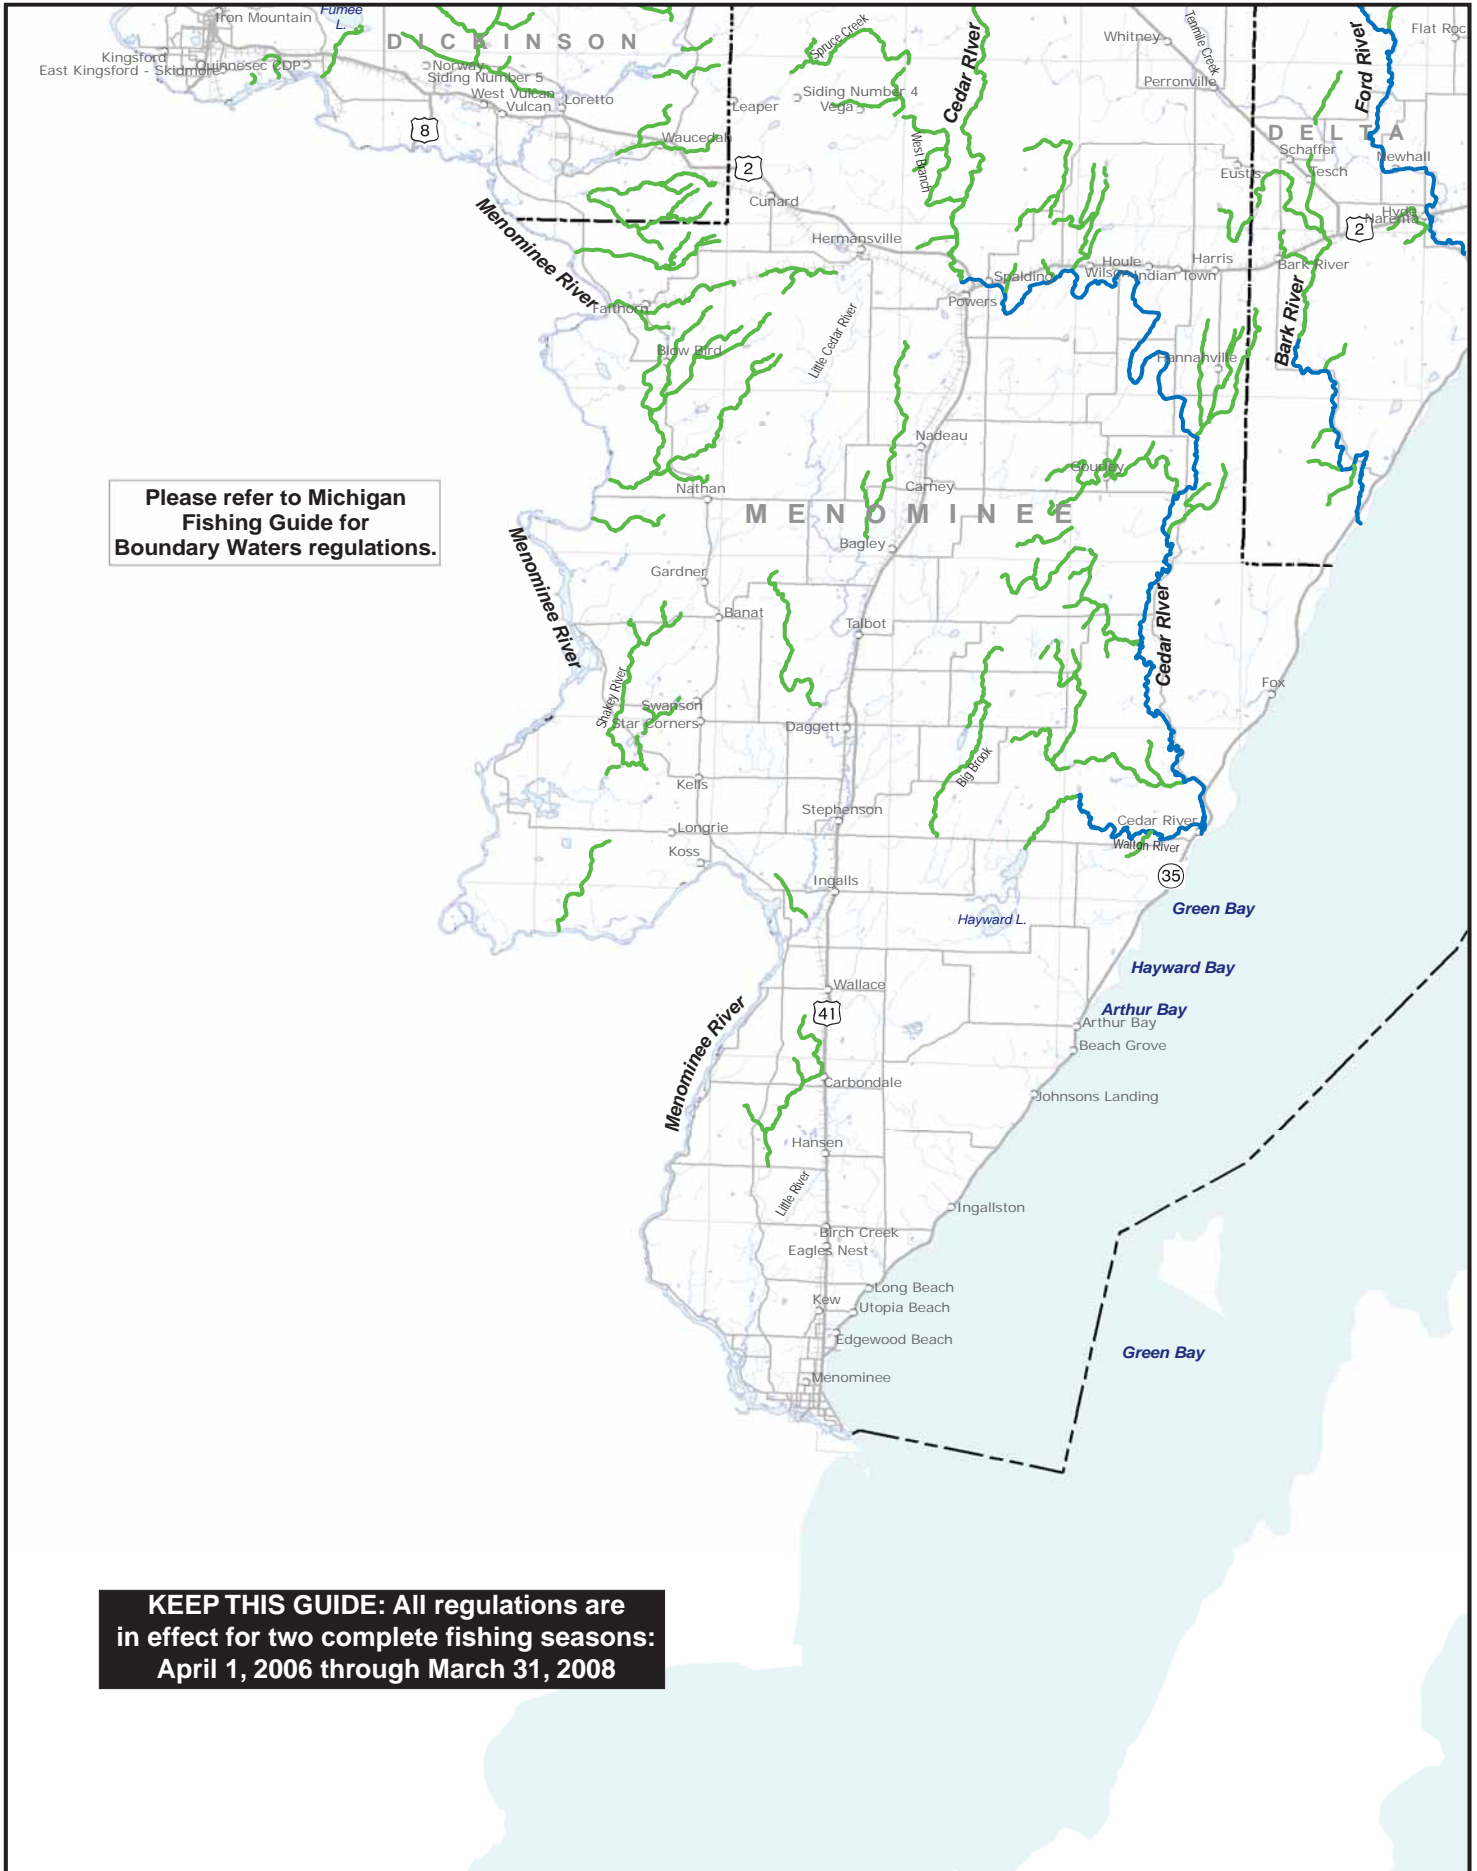 Fumee
L.
Iron Mountain
Kingsford
East Kingsford - Skidmore
Quinnesec CDP
DICKINSON
Norway
Siding Number 5
West Vulcan
Vulcan
Loretto
8
Waucedah
Leaper
Siding Number 4
Vega
Spruce Creek
Cedar River
West Branch
Whitney
Tenmile Creek
Perronville
Ford River
Flat Roc
DELTA
Schaffer
Newhall
Eustis
Tesch
Hyde
Narenta
2
2
Cunard
Hermansville
Menominee River
Faithorn
Spalding
Powers
Wilson
Houle
Indian Town
Harris
Bark River
Bark River
Hannahville
Blow Bird
Little Cedar River
Nadeau
Gourley
Carney
Nathan
MENOMINEE
Please refer to Michigan
Fishing Guide for
Boundary Waters regulations.
Menominee River
Bagley
Gardner
Banat
Talbot
Cedar River
Fox
Shakey River
Swanson
Star Corners
Daggett
Big Brook
Kells
Stephenson
Cedar River
Longrie
Walton River
Koss
35
Ingalls
Green Bay
Hayward L.
Hayward Bay
Wallace
Menominee River
41
Arthur Bay
Arthur Bay
Beach Grove
Carbondale
Johnsons Landing
Hansen
Little River
Ingallston
Birch Creek
Eagles Nest
Long Beach
Kew
Utopia Beach
Edgewood Beach
Green Bay
Menominee
KEEP THIS GUIDE: All regulations are
in effect for two complete fishing seasons:
April 1, 2006 through March 31, 2008